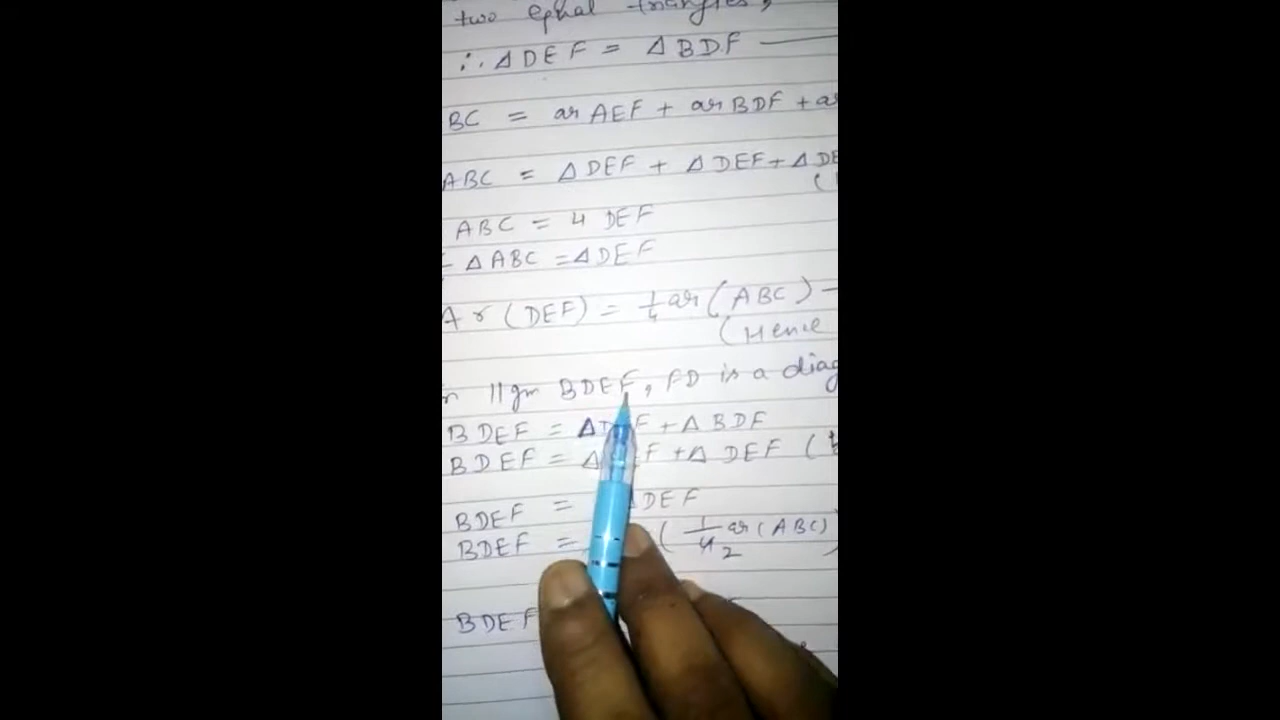 two Equal triangles,
∴ ΔDEF = ΔBDF
BC = ar AEF + ar BDF + ar
ABC = ΔDEF + ΔDEF + ΔDE
ABC = 4 DEF
ΔABC = ΔDEF
Ar (DEF) = 1/4 ar (ABC) —
(Hence
11gm BDEF, FD is a diag
BDEF = Δ F + Δ BDF
BDEF = Δ F + Δ DEF (
BDEF = DEF
BDEF = ( 1/4 ar (ABC)
2
BDEF